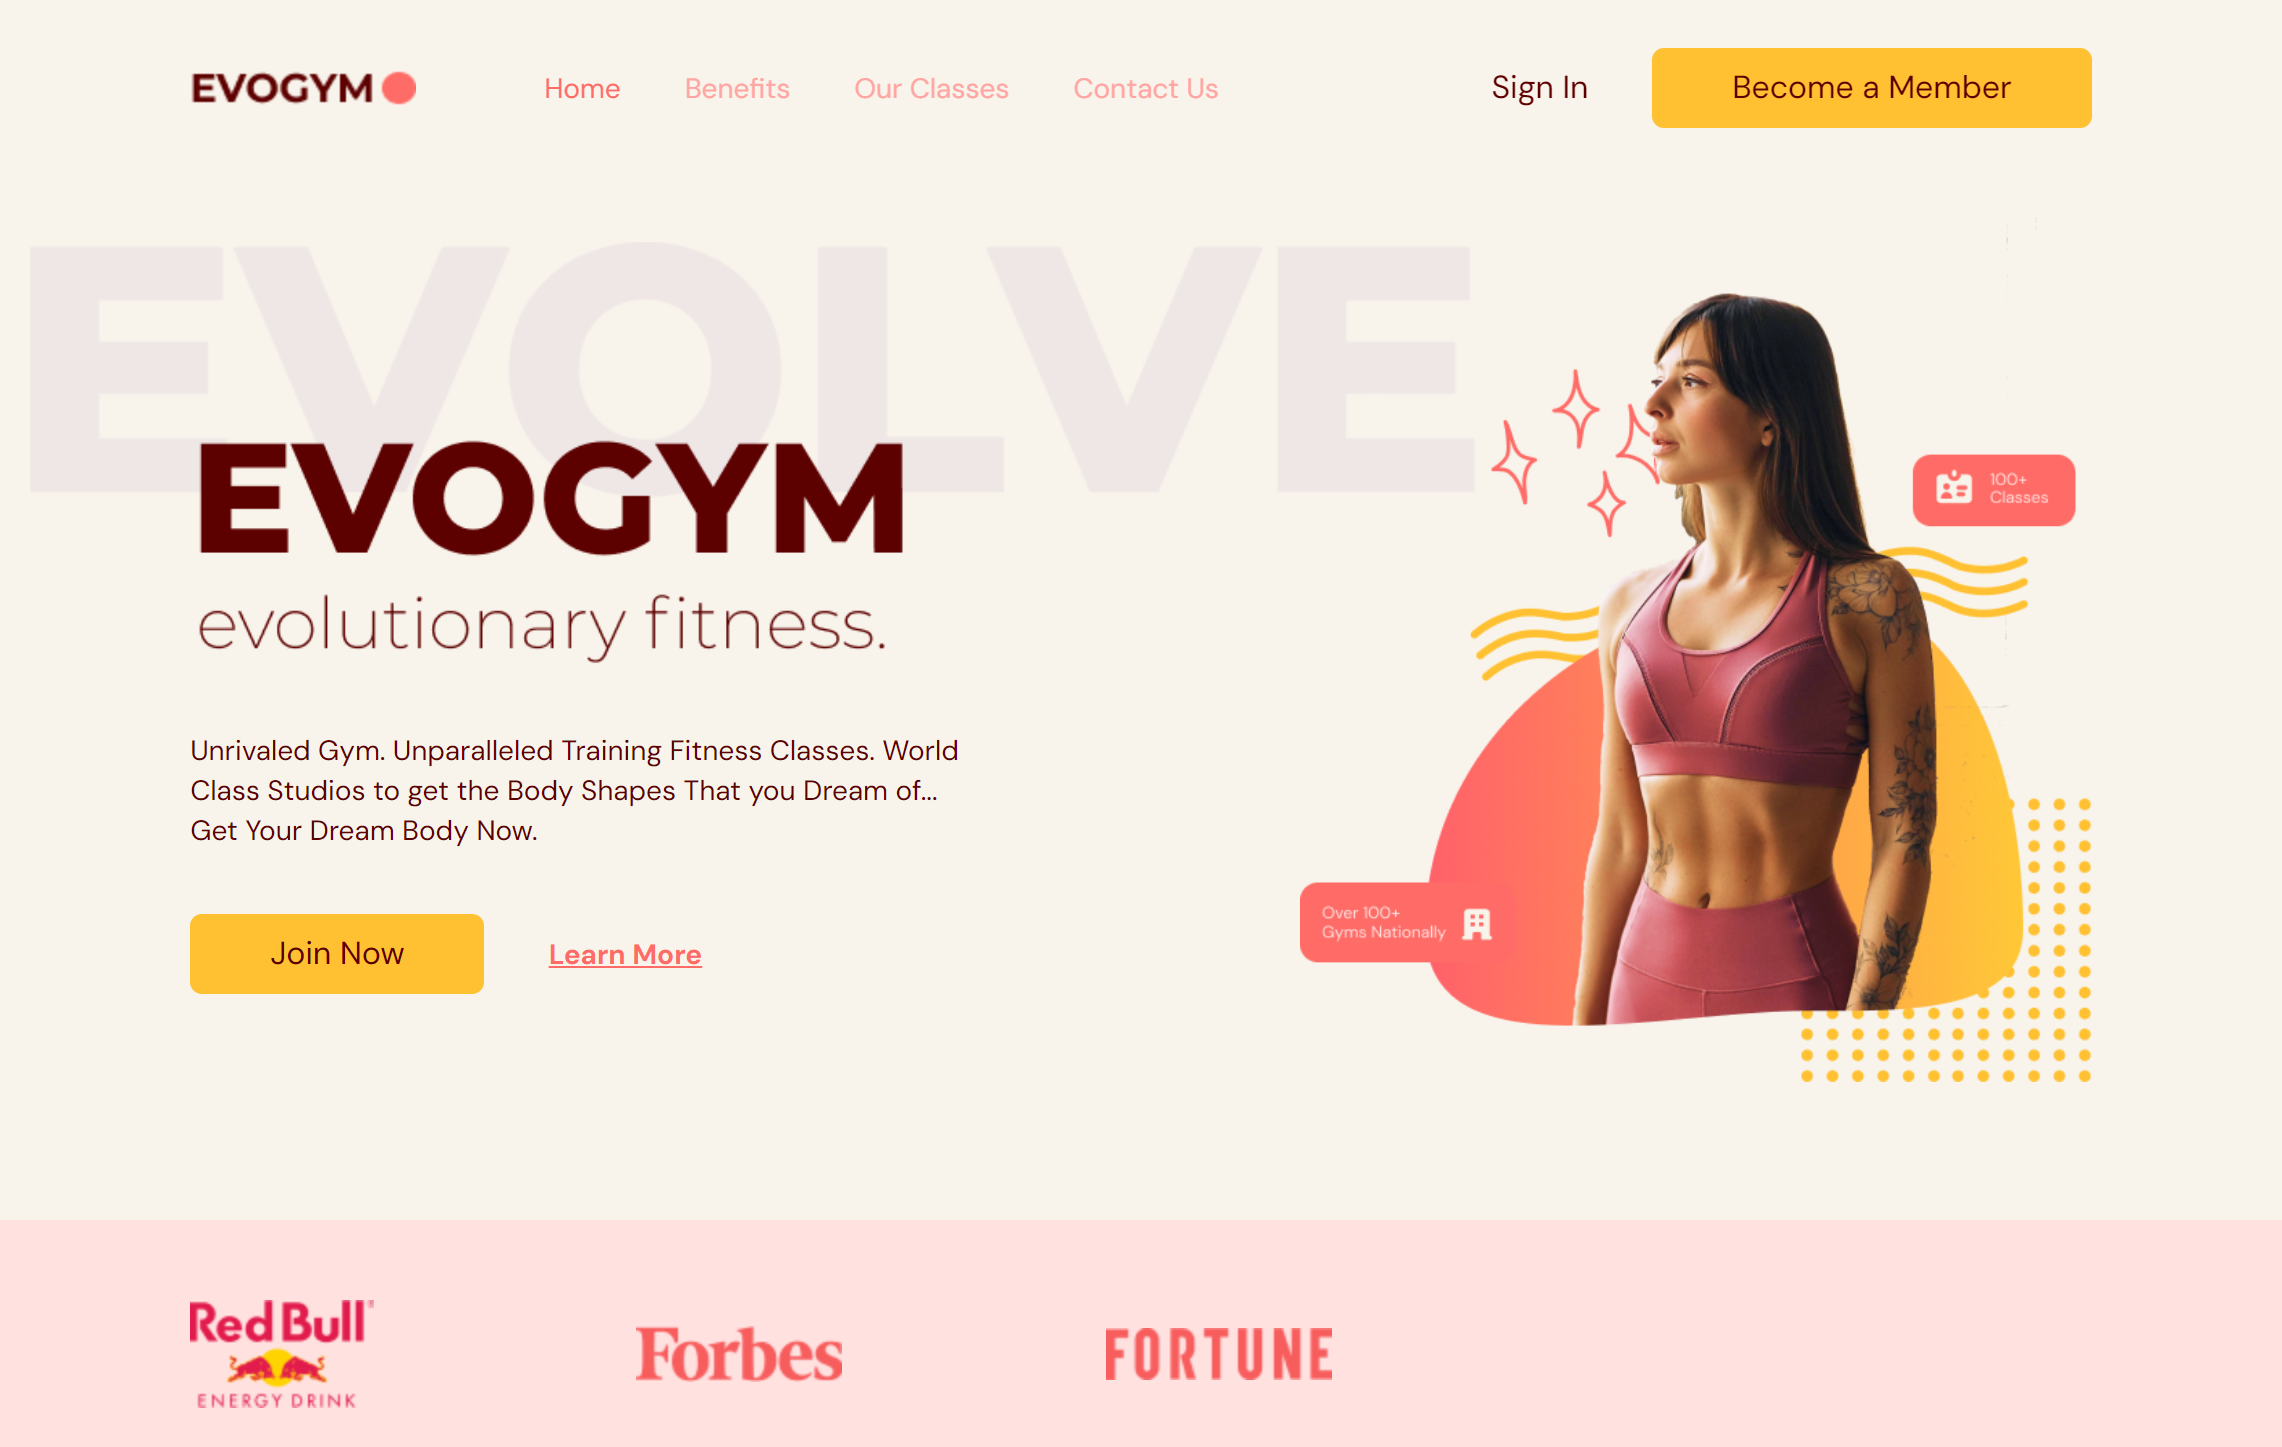 EVOGYM
Home
Benefits
Our Classes
Contact Us
Sign In
Become a Member
EVOLVE
EVOGYM
evolutionary fitness.
Unrivaled Gym. Unparalleled Training Fitness Classes. World
Class Studios to get the Body Shapes That you Dream of...
Get Your Dream Body Now.
Join Now
Learn More
100+
Classes
Over 100+
Gyms Nationally
Red Bull®
ENERGY DRINK
Forbes
FORTUNE